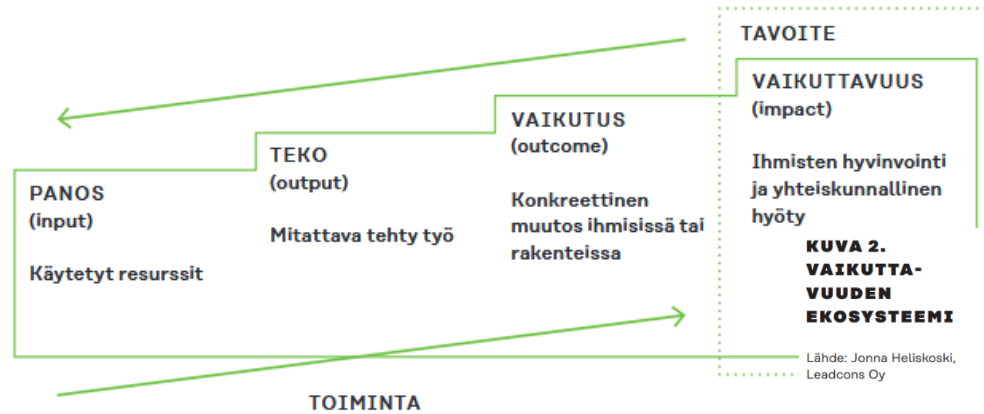 TAVOITE
VAIKUTTAVUUS
(impact)
Ihmisten hyvinvointi
ja yhteiskunnallinen
hyöty
VAIKUTUS
(outcome)
Konkreettinen
muutos ihmisissä tai
rakenteissa
TEKO
(output)
Mitattava tehty työ
PANOS
(input)
Käytetyt resurssit
KUVA 2.
VAIKUTTA-
VUUDEN
EKOSYSTEEMI
Lähde: Jonna Heliskoski,
Leadcons Oy
TOIMINTA